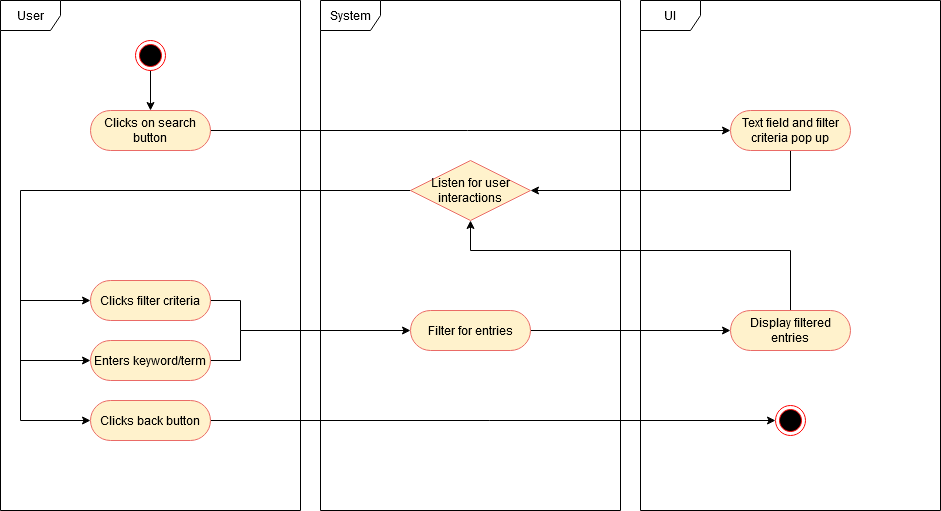 User
System
UI
Clicks on search
button
Text field and filter
criteria pop up
Listen for user
interactions
Clicks filter criteria
Enters keyword/term
Filter for entries
Display filtered
entries
Clicks back button